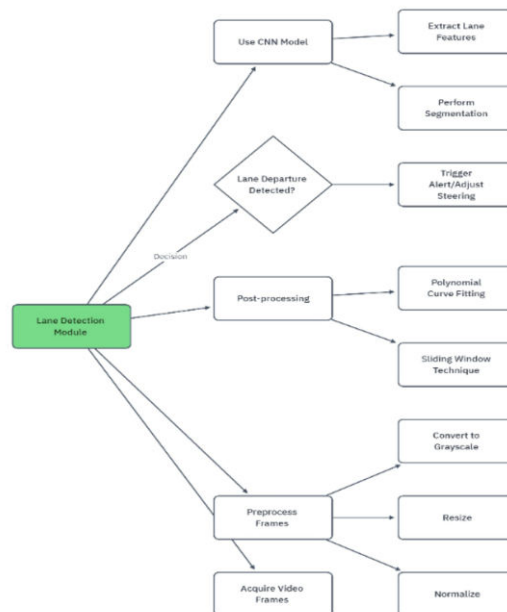 Extract Lane
Features
Use CNN Model
Perform
Segmentation
Lane Departure
Detected?
Trigger
Alert/Adjust
Steering
Decision
Polynomial
Curve Fitting
Post-processing
Lane Detection
Module
Sliding Window
Technique
Convert to
Grayscale
Preprocess
Frames
Resize
Acquire Video
Frames
Normalize